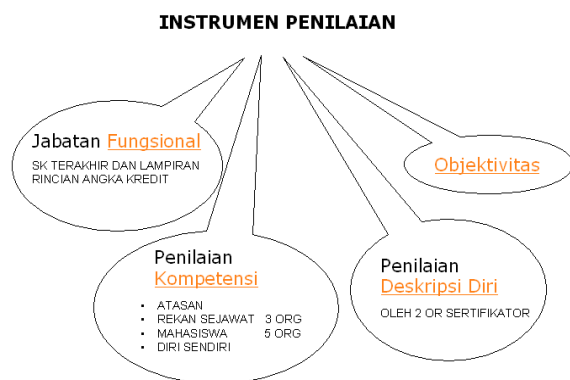 INSTRUMEN PENILAIAN
Jabatan Fungsional
SK TERAKHIR DAN LAMPIRAN
RINCIAN ANGKA KREDIT
Objektivitas
Penilaian
Kompetensi
• ATASAN
• REKAN SEJAWAT 3 ORG
• MAHASISWA 5 ORG
• DIRI SENDIRI
Penilaian
Deskripsi Diri
OLEH 2 OR SERTIFIKATOR